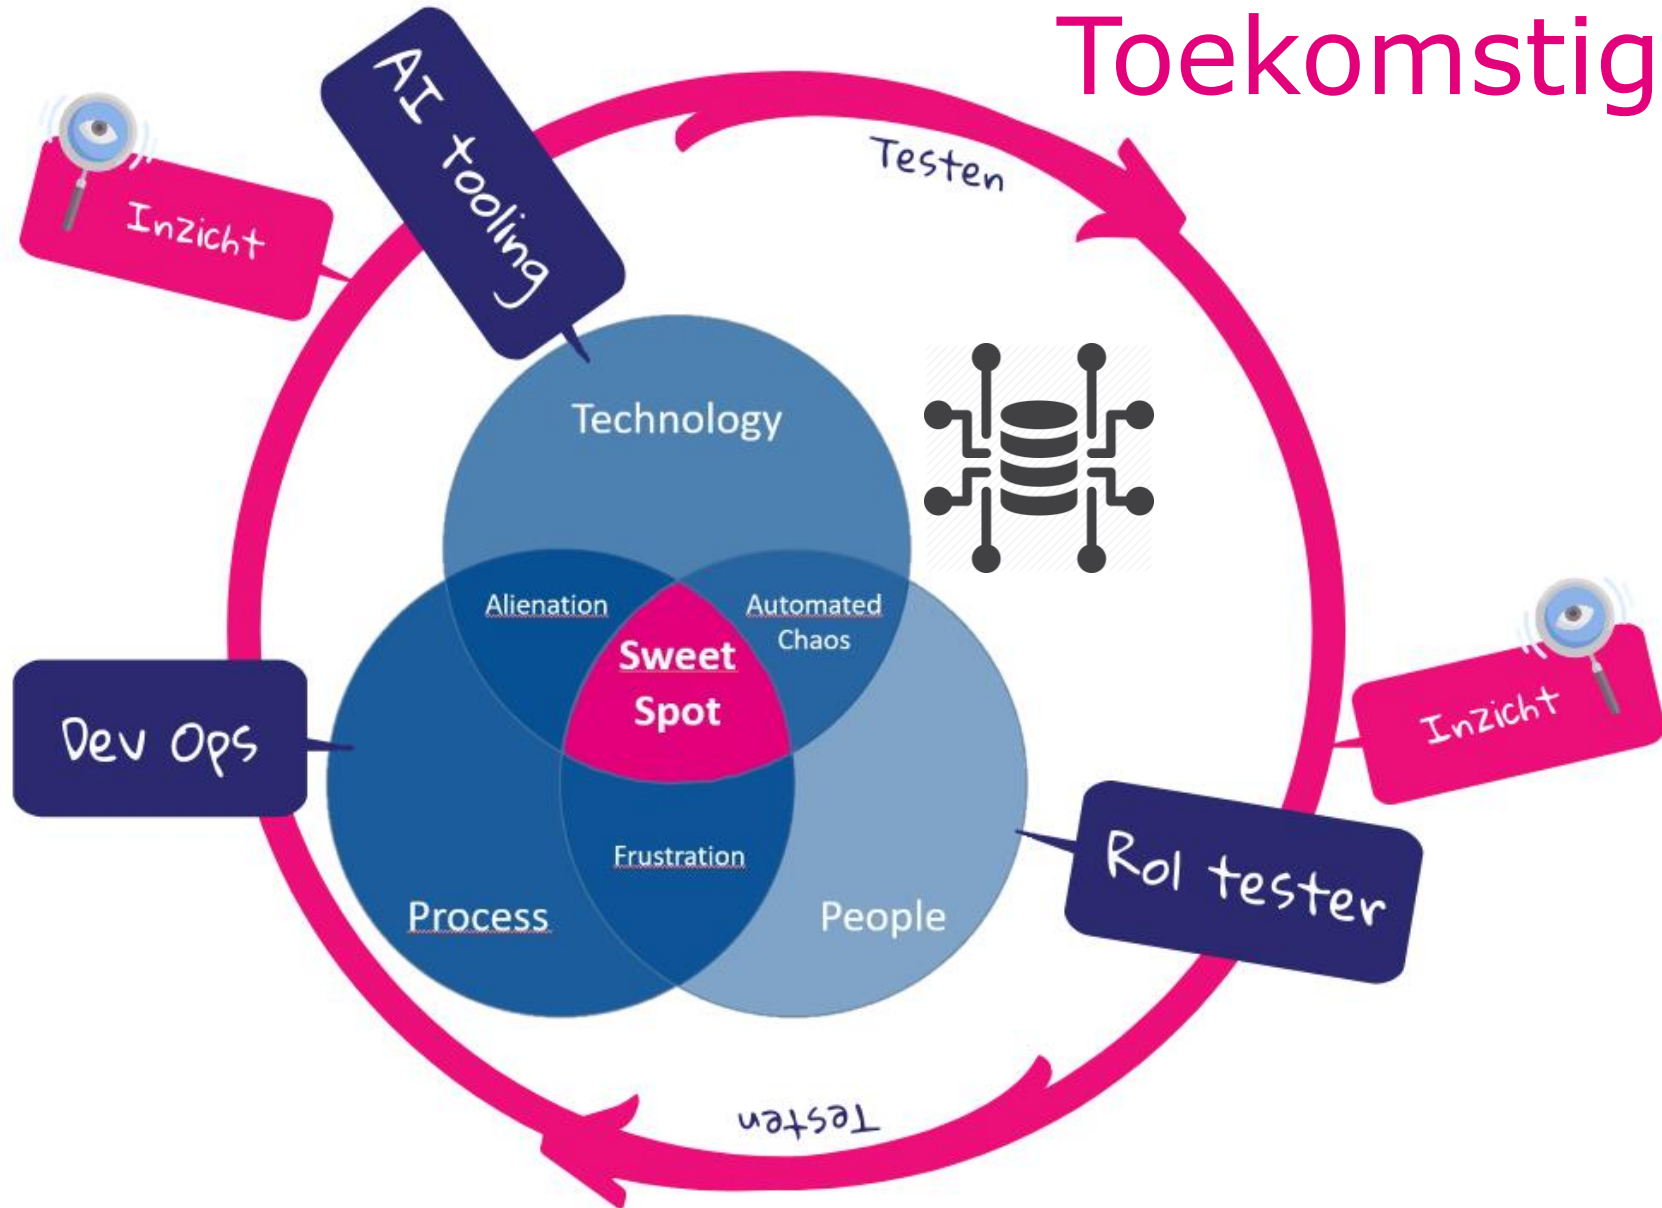 Toekomstig
AI tooling
Testen
Inzicht
Technology
Alienation
Automated
Chaos
Sweet
Spot
Dev Ops
Inzicht
Frustration
Rol tester
Process
People
Testen